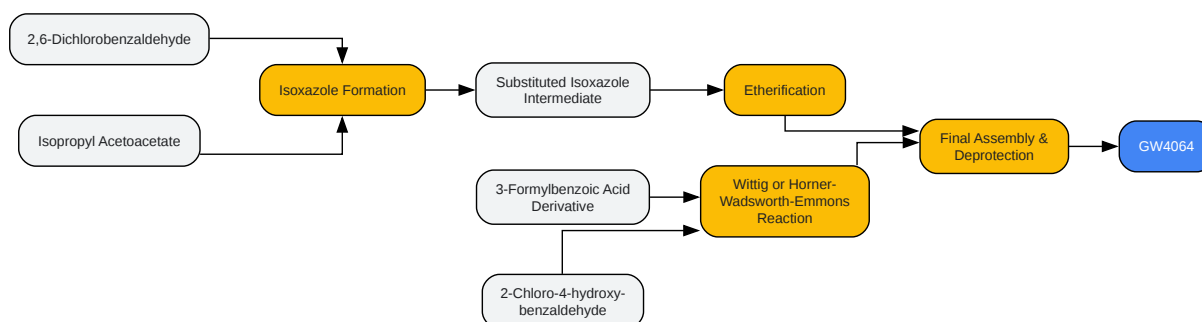 2,6-Dichlorobenzaldehyde
Isoxazole Formation
Substituted Isoxazole
Intermediate
Etherification
Isopropyl Acetoacetate
Final Assembly &
Deprotection
GW4064
3-Formylbenzoic Acid
Derivative
Wittig or Horner-
Wadsworth-Emmons
Reaction
2-Chloro-4-hydroxy-
benzaldehyde